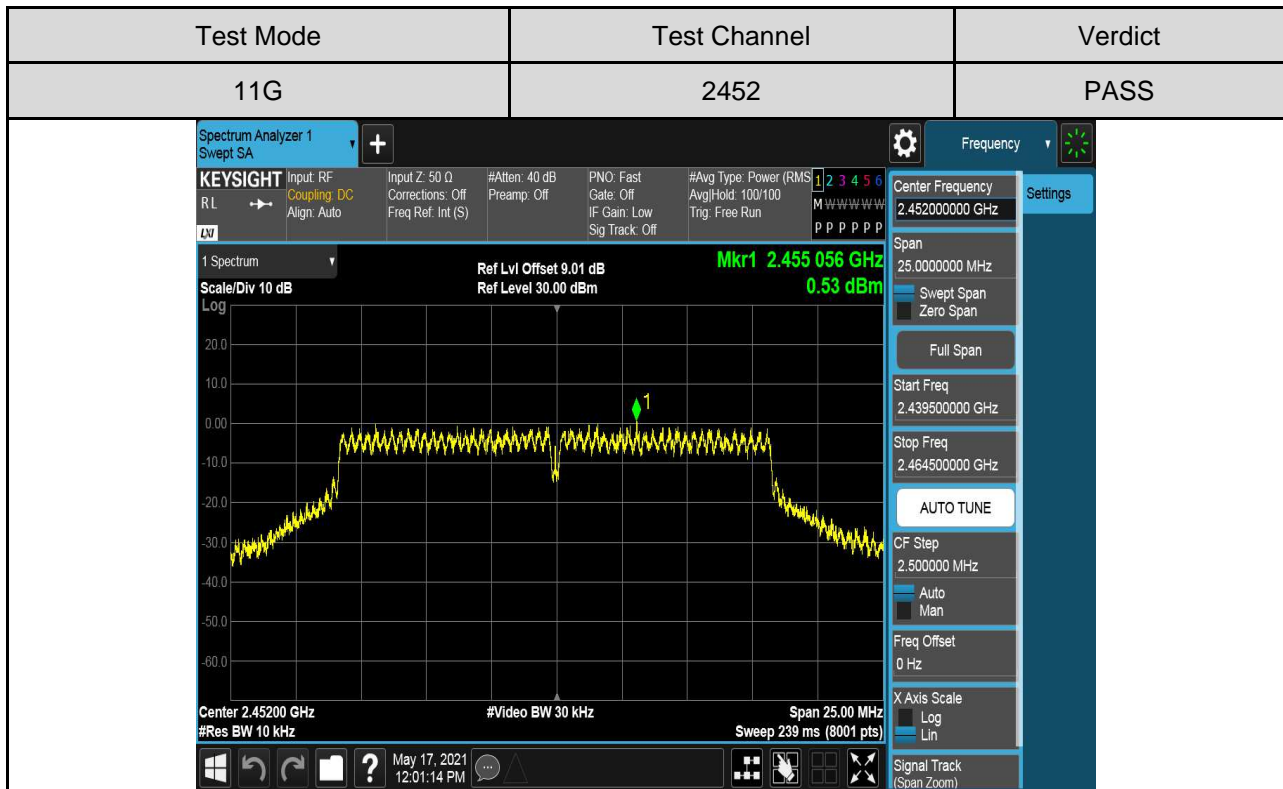 Test Mode Test Channel Verdict
11G 2452 PASS
Spectrum Analyzer 1
Swept SA
+
Frequency
KEYSIGHT
RL
LXI
Input: RF
Coupling: DC
Align: Auto
Input Z: 50 Ω
Corrections: Off
Freq Ref: Int (S)
#Atten: 40 dB
Preamp: Off
PNO: Fast
Gate: Off
IF Gain: Low
Sig Track: Off
#Avg Type: Power (RMS
Avg|Hold: 100/100
Trig: Free Run
1 2 3 4 5 6
M W W W W W
P P P P P P
1 Spectrum
Scale/Div 10 dB
Log
Ref Lvl Offset 9.01 dB
Ref Level 30.00 dBm
Mkr1 2.455 056 GHz
0.53 dBm
20.0
10.0
0.00
-10.0
-20.0
-30.0
-40.0
-50.0
-60.0
1
Center 2.45200 GHz
#Res BW 10 kHz
#Video BW 30 kHz
Span 25.00 MHz
Sweep 239 ms (8001 pts)
Center Frequency
2.452000000 GHz
Settings
Span
25.0000000 MHz
Swept Span
Zero Span
Full Span
Start Freq
2.439500000 GHz
Stop Freq
2.464500000 GHz
AUTO TUNE
CF Step
2.500000 MHz
Auto
Man
Freq Offset
0 Hz
X Axis Scale
Log
Lin
Signal Track
(Span Zoom)
?
May 17, 2021
12:01:14 PM